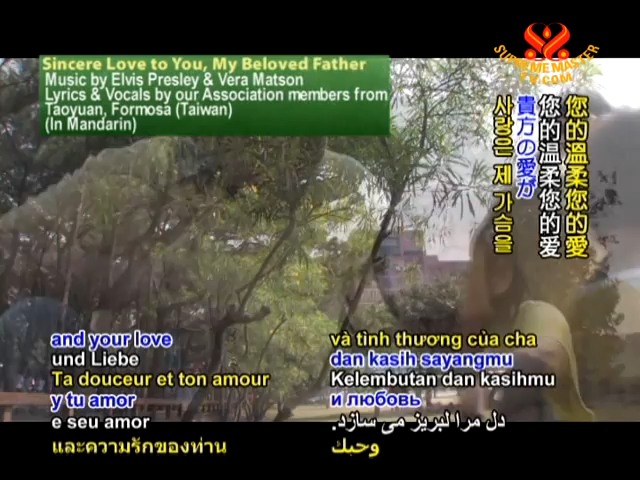 Sincere Love to You, My Beloved Father
Music by Elvis Presley & Vera Matson
Lyrics & Vocals by our Association members from
Taoyuan, Formosa (Taiwan)
(In Mandarin)
SUPREME MASTER
TV.COM
您的溫柔您的愛
您的温柔您的爱
貴方の愛が
사랑은 제 가슴을
and your love
und Liebe
Ta douceur et ton amour
y tu amor
e seu amor
และความรักของท่าน
và tình thương của cha
dan kasih sayangmu
Kelembutan dan kasihmu
и любовь
دل مرا لبریز می سازد.
وحبك